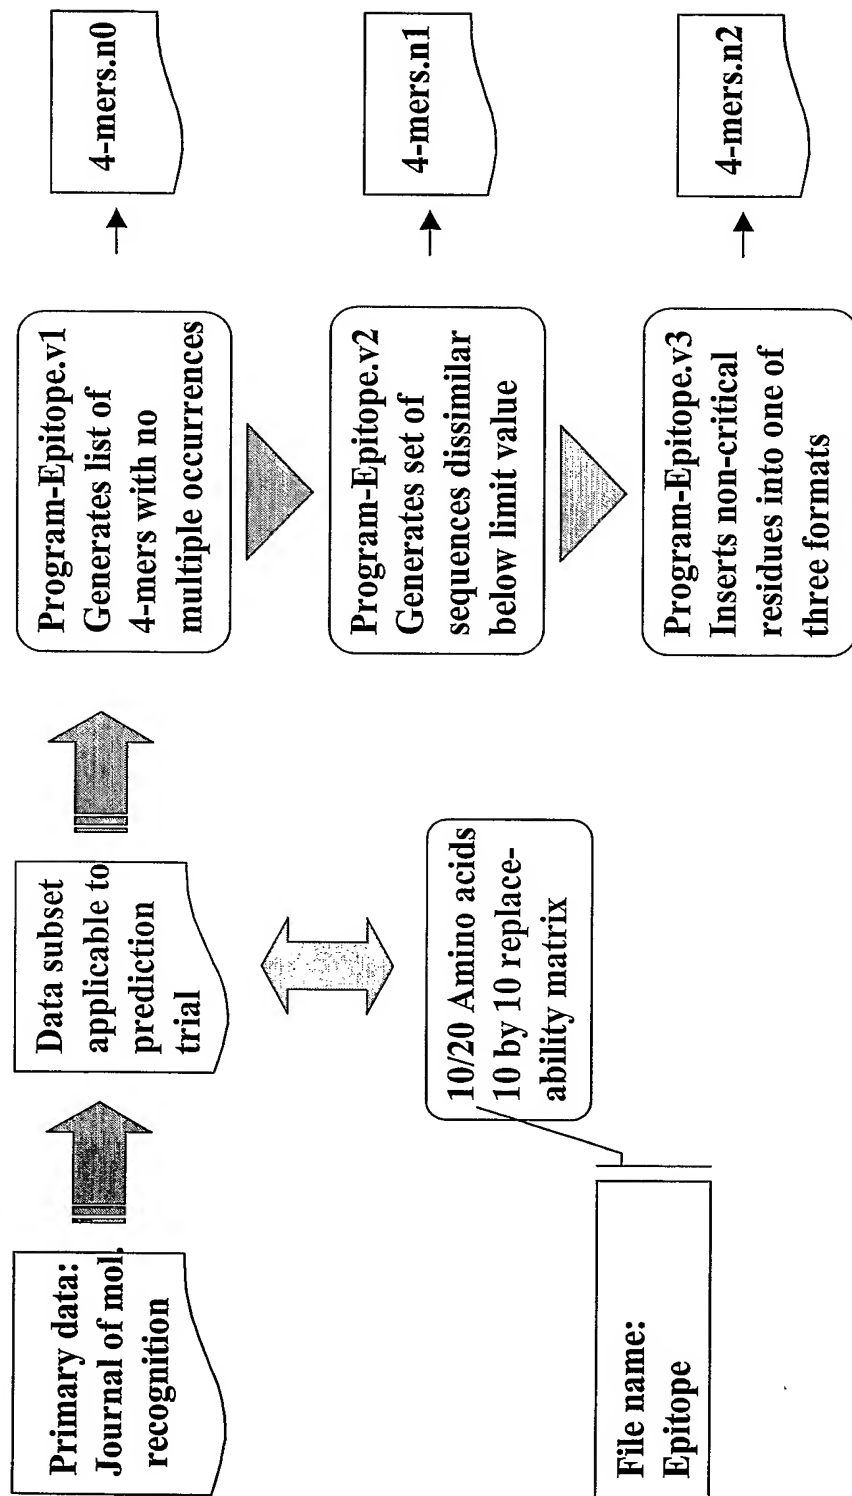 Primary data:
Journal of mol.
recognition
Data subset
applicable to
prediction
trial
Program-Epitope.v1
Generates list of
4-mers with no
multiple occurrences
4-mers.n0
10/20 Amino acids
10 by 10 replace-
ability matrix
Program-Epitope.v2
Generates set of
sequences dissimilar
below limit value
4-mers.n1
File name:
Epitope
Program-Epitope.v3
Inserts non-critical
residues into one of
three formats
4-mers.n2